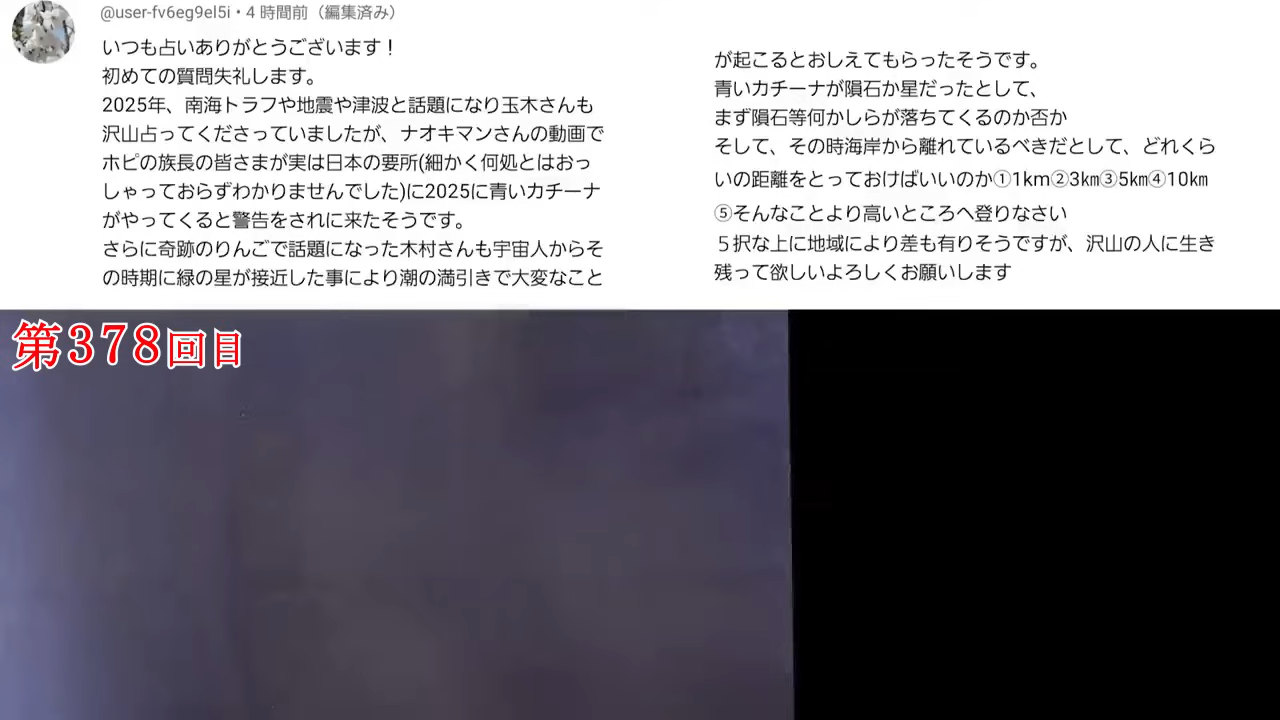 @user-fv6eg9el5i • 4 時間前（編集済み）
いつも占いありがとうございます！
初めての質問失礼します。
2025年、南海トラフや地震や津波と話題になり玉木さんも
沢山占ってくださっていましたが、ナオキマンさんの動画で
ホピの族長の皆さまが実は日本の要所(細かく何処とはおっ
しゃっておらずわかりませんでした)に2025に青いカチーナ
がやってくると警告をされに来たそうです。
さらに奇跡のりんごで話題になった木村さんも宇宙人からそ
の時期に緑の星が接近した事により潮の満引きで大変なこと
が起こるとおしえてもらったそうです。
青いカチーナが隕石か星だったとして、
まず隕石等何かしらが落ちてくるのか否か
そして、その時海岸から離れているべきだとして、どれくら
いの距離をとっておけばいいのか①1km②3㎞③5㎞④10㎞
⑤そんなことより高いところへ登りなさい
５択な上に地域により差も有りそうですが、沢山の人に生き
残って欲しいよろしくお願いします
第378回目